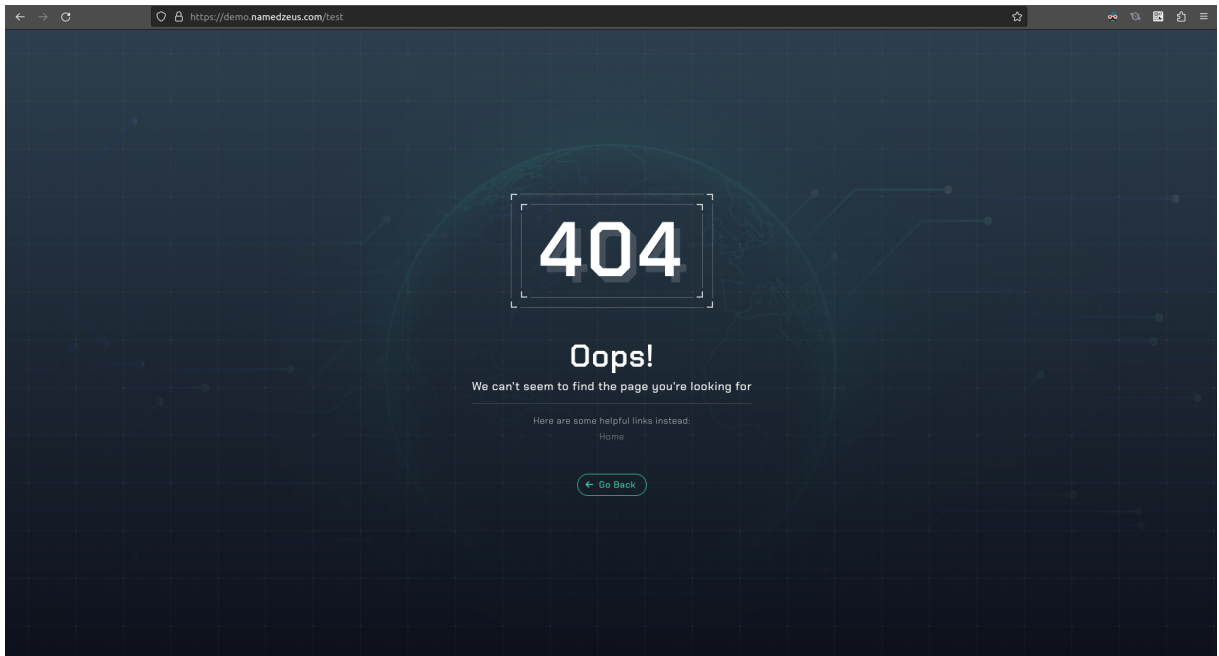 https://demo.namedzeus.com/test
404
Oops!
We can't seem to find the page you're looking for
Here are some helpful links instead:
Home
← Go Back